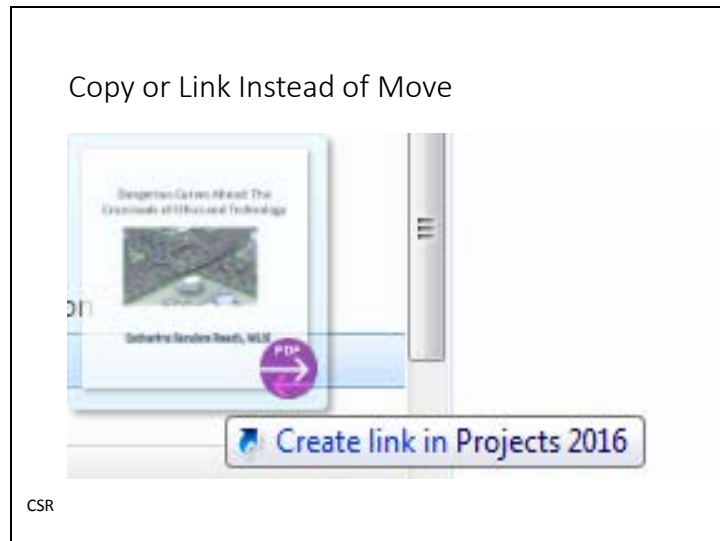 Copy or Link Instead of Move
Dangerous Curves Ahead: The
Crossroads of Ethics and Technology
on
Catherine Sanders Reach, MLIS
PDF
Create link in Projects 2016
CSR